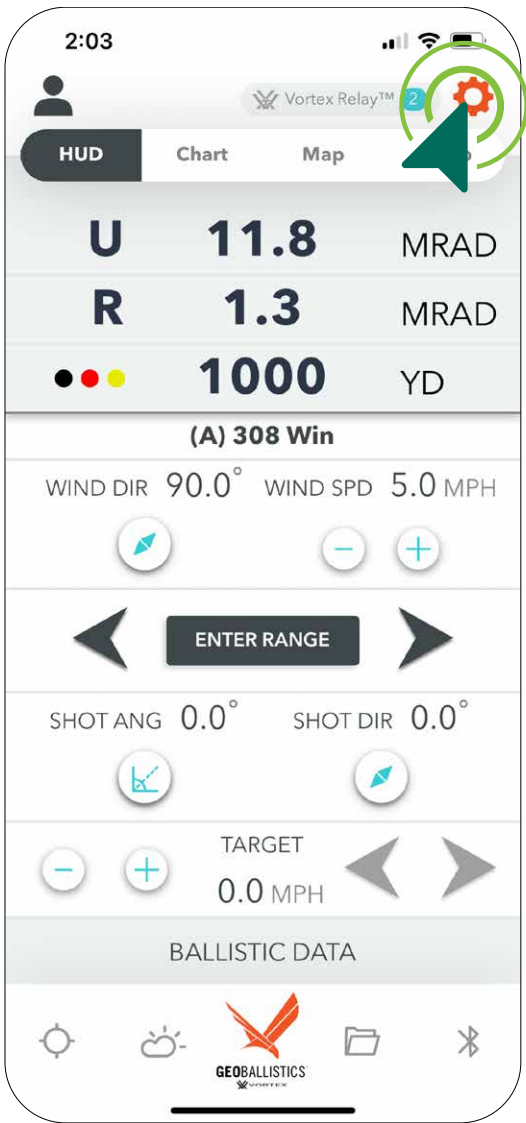 2:03
Vortex Relay™ 2
HUD Chart Map
U 11.8 MRAD
R 1.3 MRAD
1000 YD
(A) 308 Win
WIND DIR 90.0° WIND SPD 5.0 MPH
ENTER RANGE
SHOT ANG 0.0° SHOT DIR 0.0°
TARGET
0.0 MPH
BALLISTIC DATA
GEOBALLISTICS
VORTEX